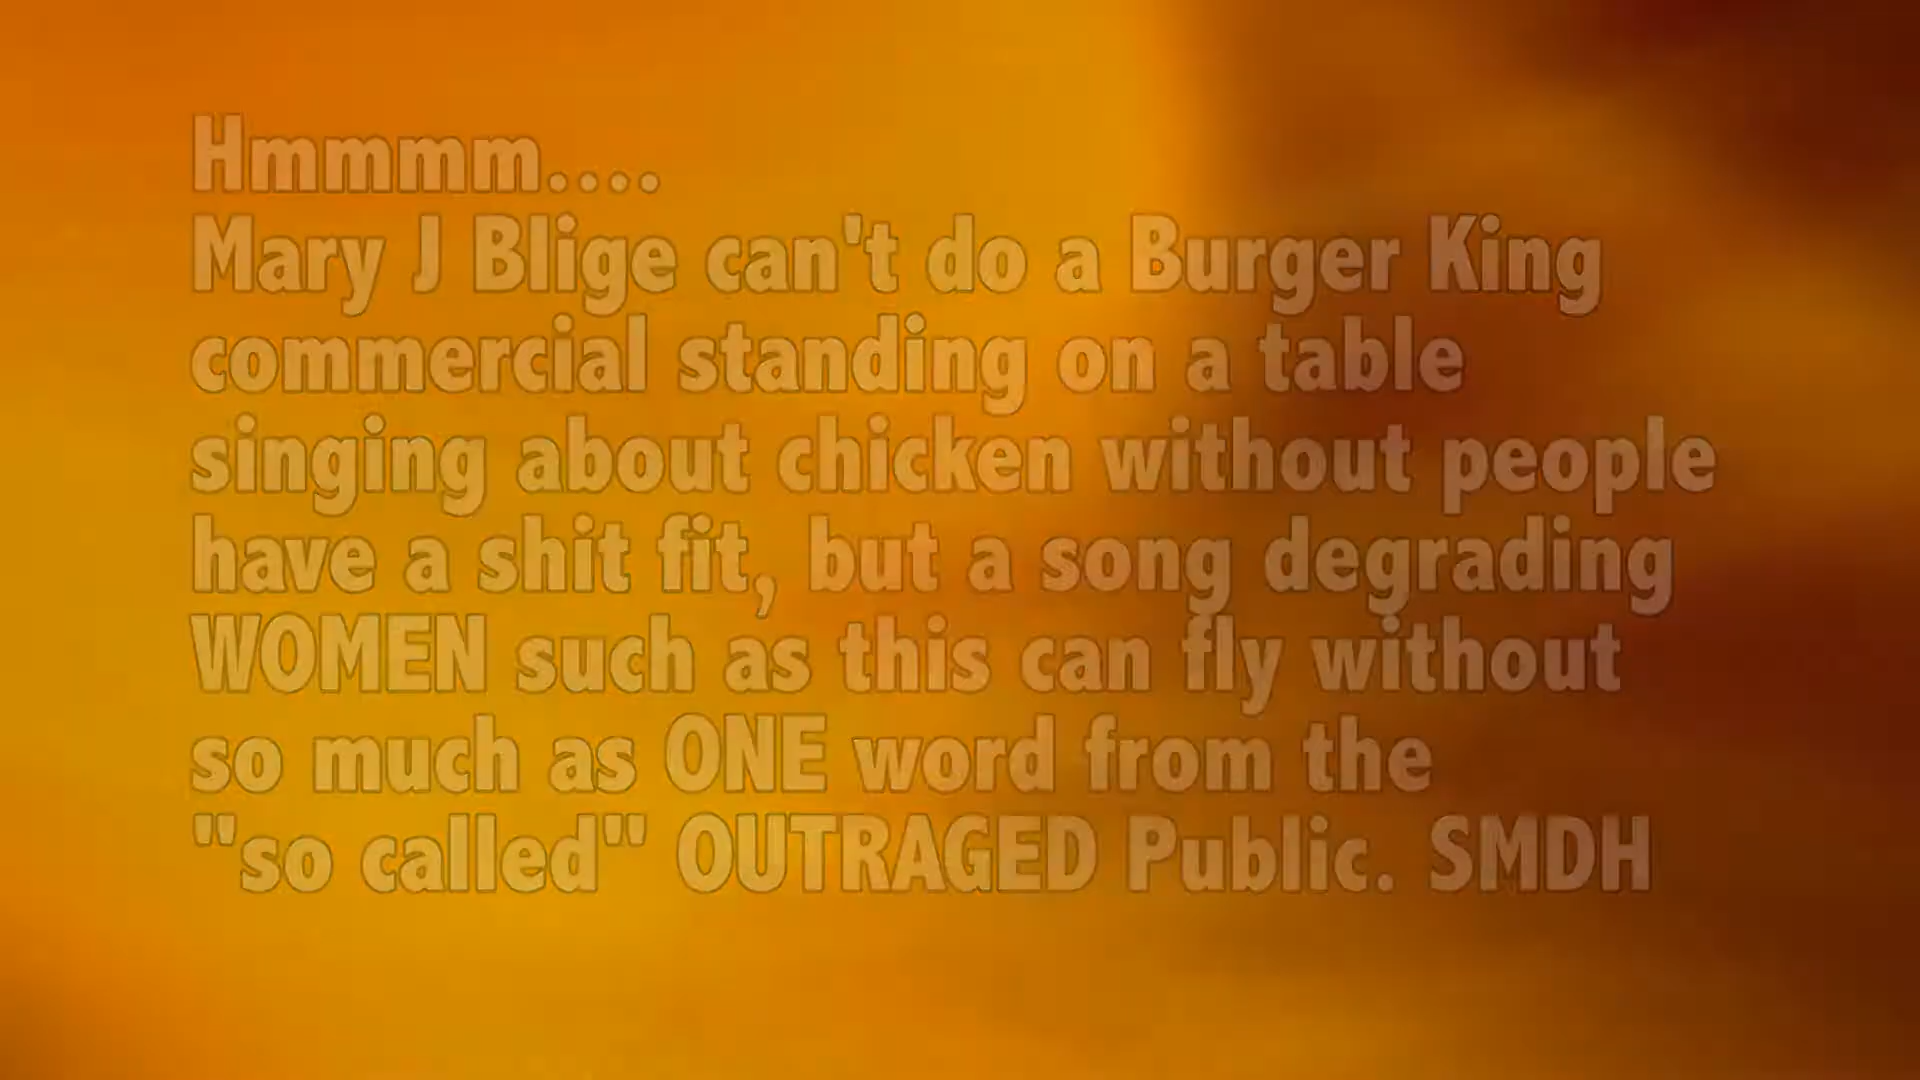 Hmmmm....
Mary J Blige can't do a Burger King
commercial standing on a table
singing about chicken without people
have a shit fit, but a song degrading
WOMEN such as this can fly without
so much as ONE word from the
"so called" OUTRAGED Public. SMDH